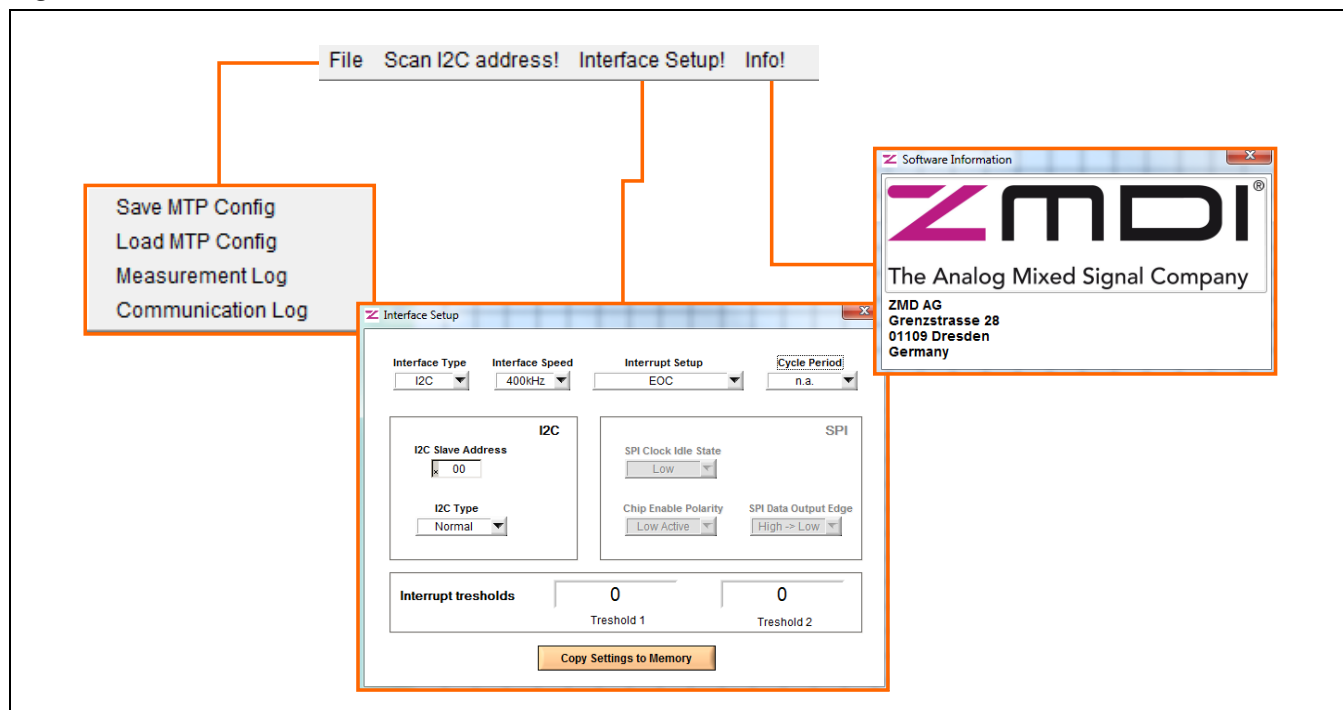 File Scan I2C address! Interface Setup! Info!
Save MTP Config
Load MTP Config
Measurement Log
Communication Log
Interface Setup
Interface Type Interface Speed Interrupt Setup Cycle Period
I2C 400kHz EOC n.a.
I2C
I2C Slave Address
x 00
I2C Type
Normal
SPI
SPI Clock Idle State
Low
Chip Enable Polarity SPI Data Output Edge
Low Active High -> Low
Interrupt tresholds 0 0
Treshold 1 Treshold 2
Copy Settings to Memory
Software Information
ZMDI®
The Analog Mixed Signal Company
ZMD AG
Grenzstrasse 28
01109 Dresden
Germany